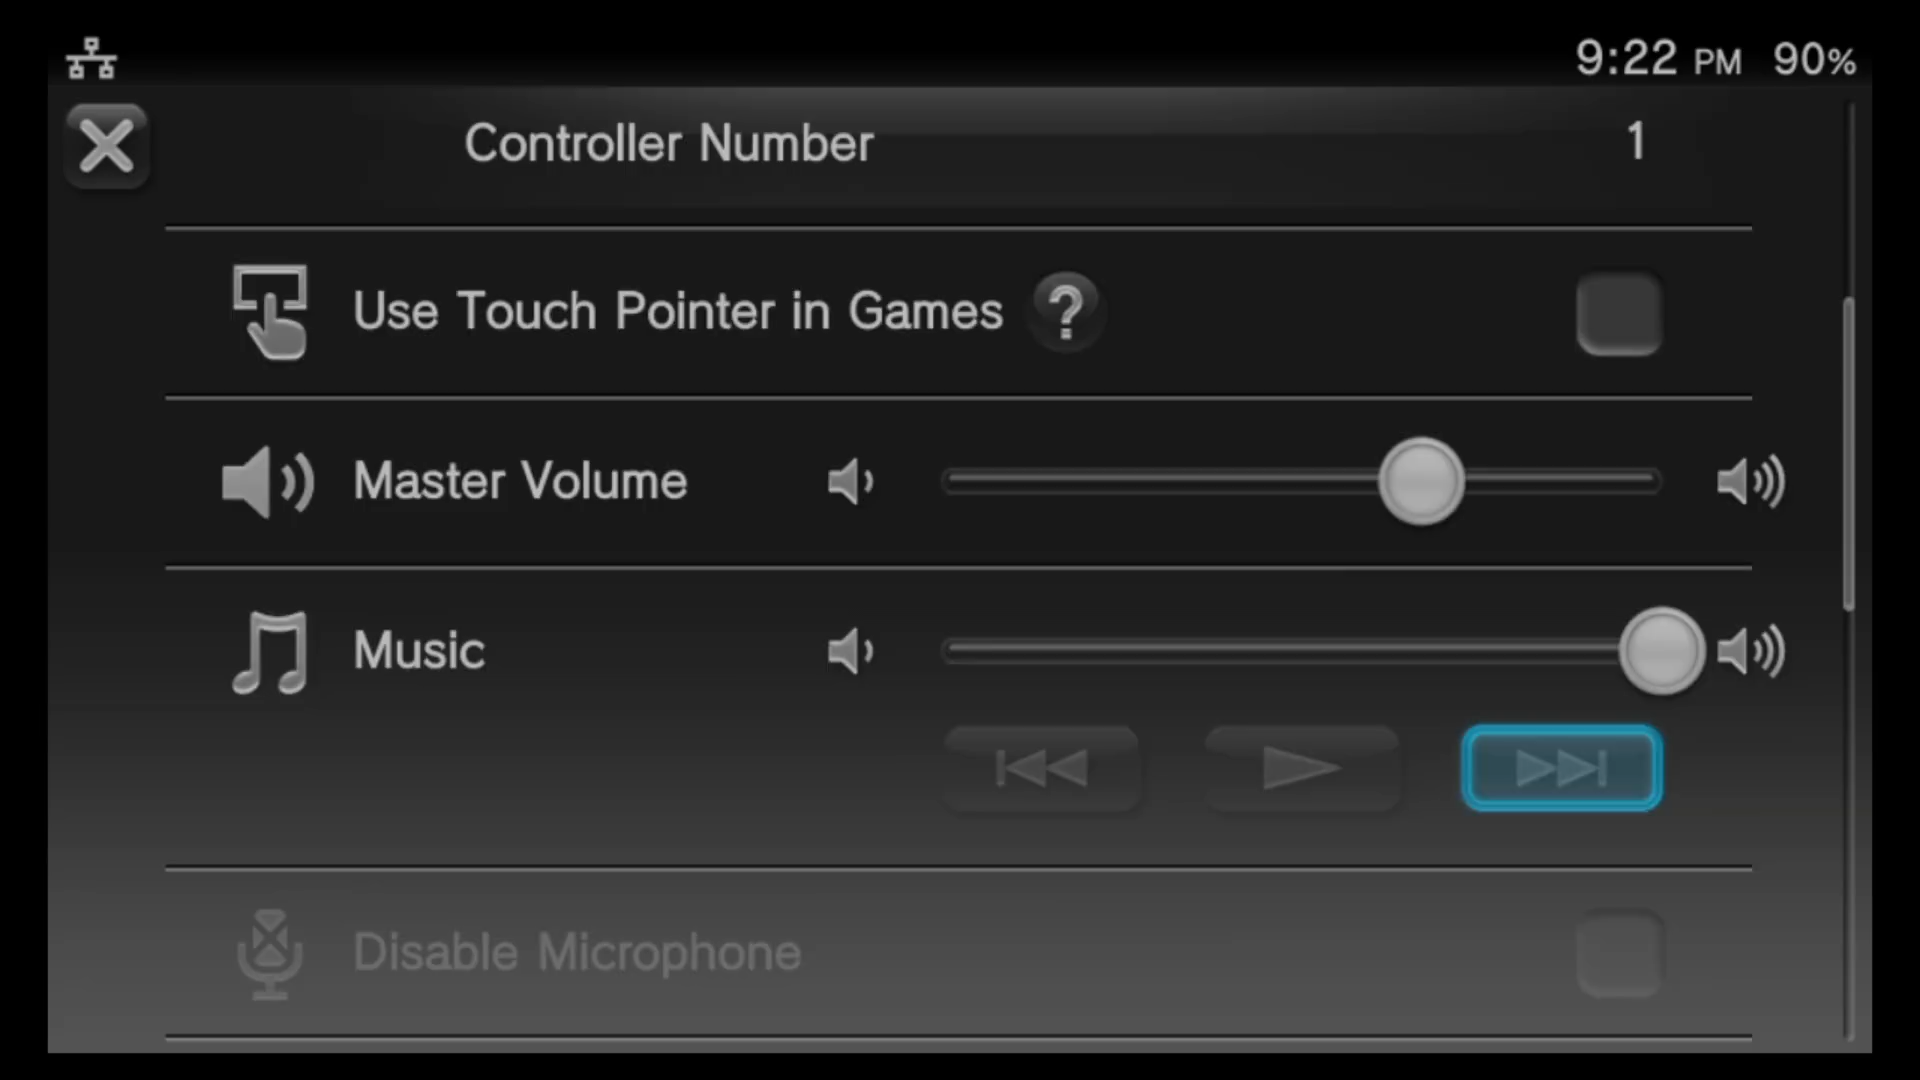 9:22 PM 90%
Controller Number 1
Use Touch Pointer in Games ?
Master Volume
Music
Disable Microphone